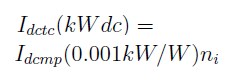 I_{dctc}(kWdc) =
I_{dcmp}(0.001kW/W)n_i